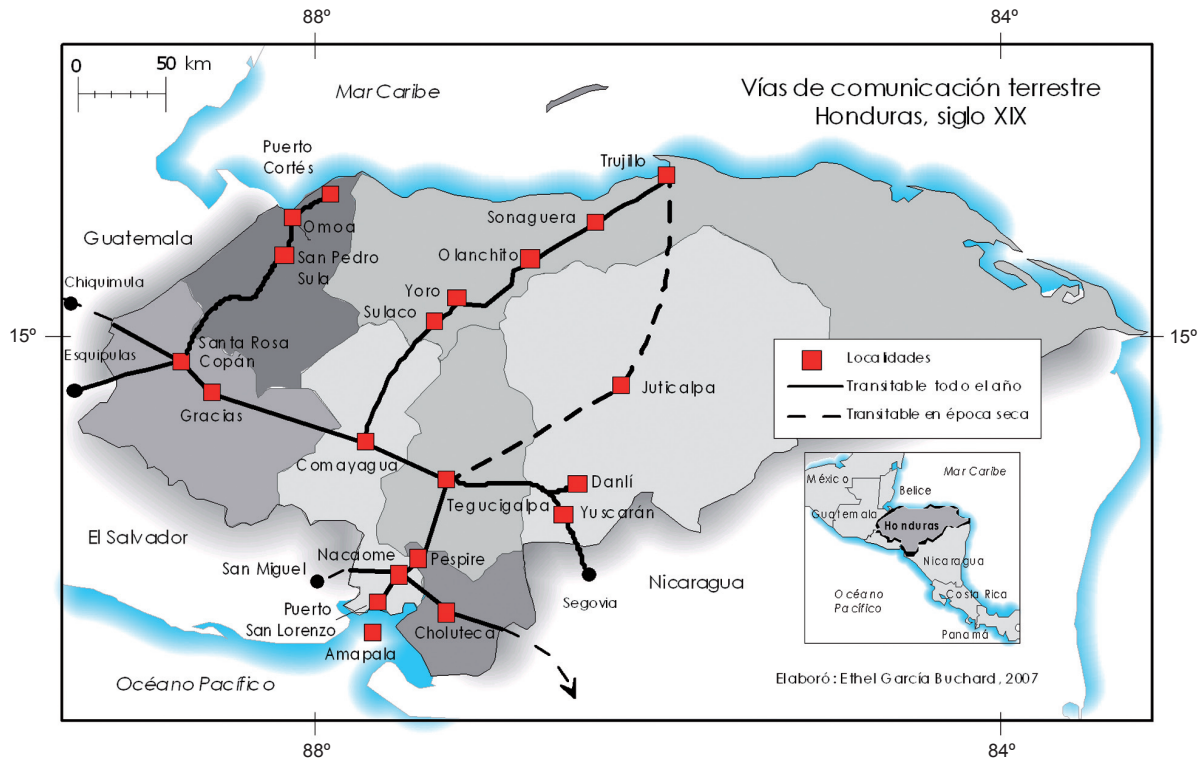 88º
84º
0
50 km
Mar Caribe
Vías de comunicación terrestre
Honduras, siglo XIX
Puerto
Cortés
Trujillo
Omoa
Sonaguera
Guatemala
San Pedro
Sula
Olanchito
Chiquimula
Yoro
Sulaco
15º
15º
Santa Rosa
Copán
Esquipulas
Localidades
Juticalpa
Transitable todo el año
Gracias
Transitable en época seca
Comayagua
Danlí
Tegucigalpa
Yuscarán
El Salvador
Nacaome
Pespire
San Miguel
Nicaragua
Segovia
Puerto
San Lorenzo
Choluteca
Amapala
Océano Pacífico
México
Mar Caribe
Belice
Guatemala
Honduras
Nicaragua
Océano
Pacífico
Costa Rica
Panamá
Elaboró: Ethel García Buchard, 2007
88º
84º